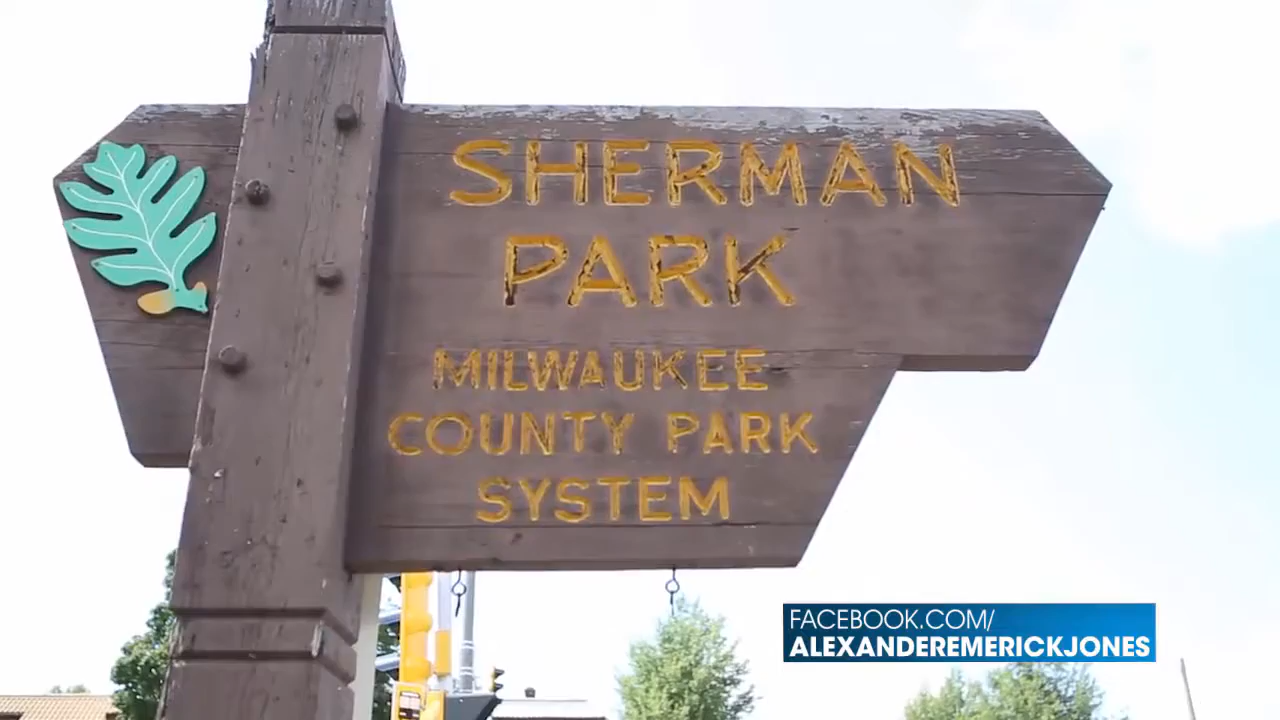 SHERMAN
PARK
MILWAUKEE
COUNTY PARK
SYSTEM
FACEBOOK.COM/
ALEXANDEREMERICKJONES